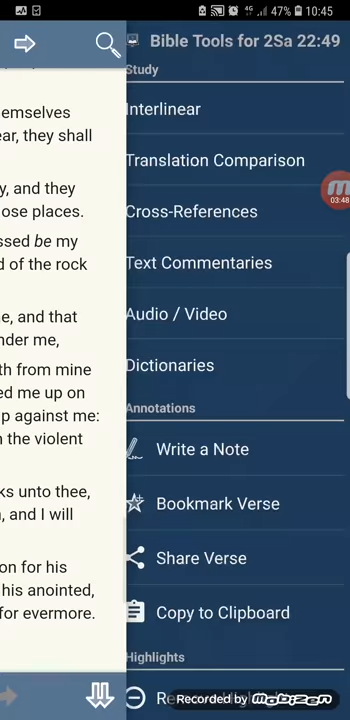 4G 47% 10:45
Bible Tools for 2Sa 22:49
Study
Interlinear
Translation Comparison
Cross-References
Text Commentaries
Audio / Video
Dictionaries
Annotations
Write a Note
Bookmark Verse
Share Verse
Copy to Clipboard
Highlights
03:48
Recorded by MOBIZEN
emselves
ear, they shall
y, and they
ose places.
ssed be my
d of the rock
e, and that
nder me,
th from mine
ed me up on
p against me:
n the violent
ks unto thee,
, and I will
on for his
his anointed,
for evermore.